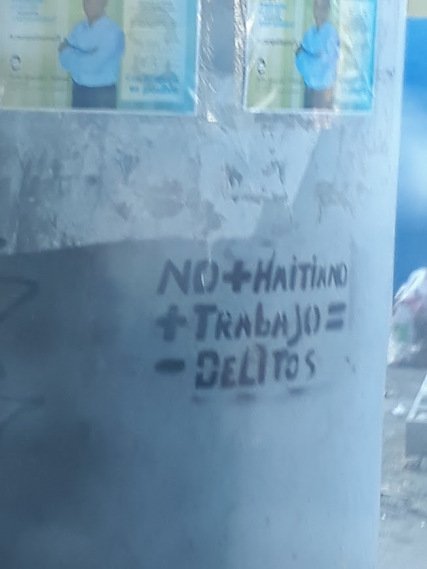 NO + HAITIANO
+ TRABAJO =
- DELITOS